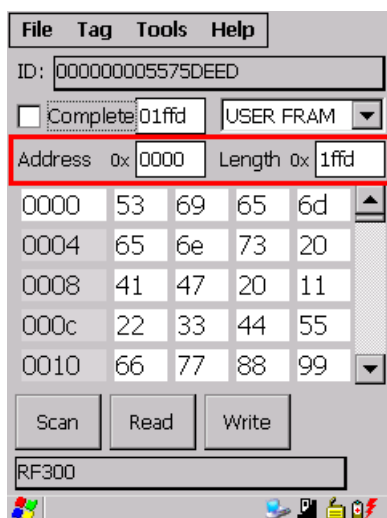 File Tag Tools Help
ID: 000000005575DEED
Complete 01ffd USER FRAM
Address 0x 0000 Length 0x 1ffd
0000 53 69 65 6d
0004 65 6e 73 20
0008 41 47 20 11
000c 22 33 44 55
0010 66 77 88 99
Scan Read Write
RF300